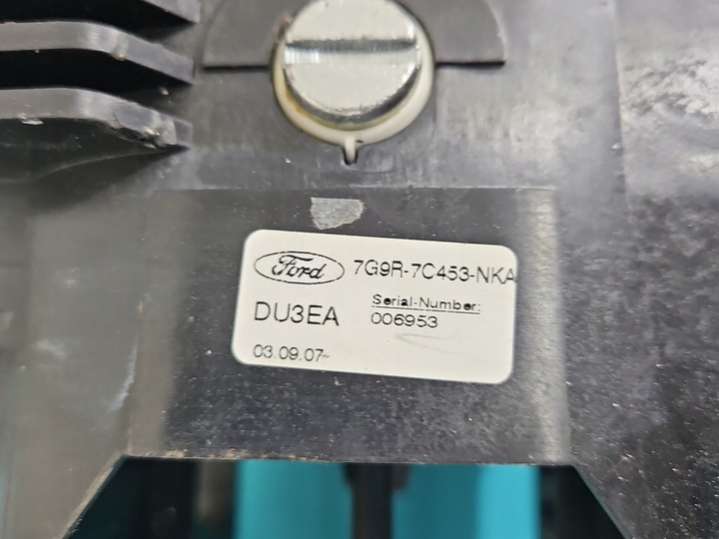 Ford 7G9R-7C453-NKA
Serial-Number:
DU3EA 006953
03.09.07